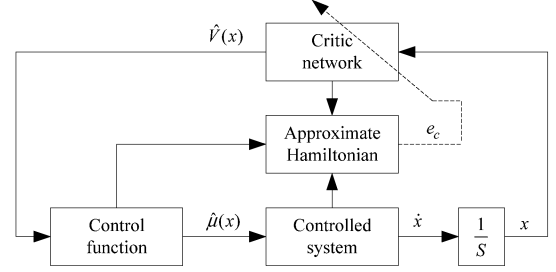 V̂(x)
Critic
network
Approximate
Hamiltonian
e_c
Control
function
μ̂(x)
Controlled
system
ẋ
1
S
x